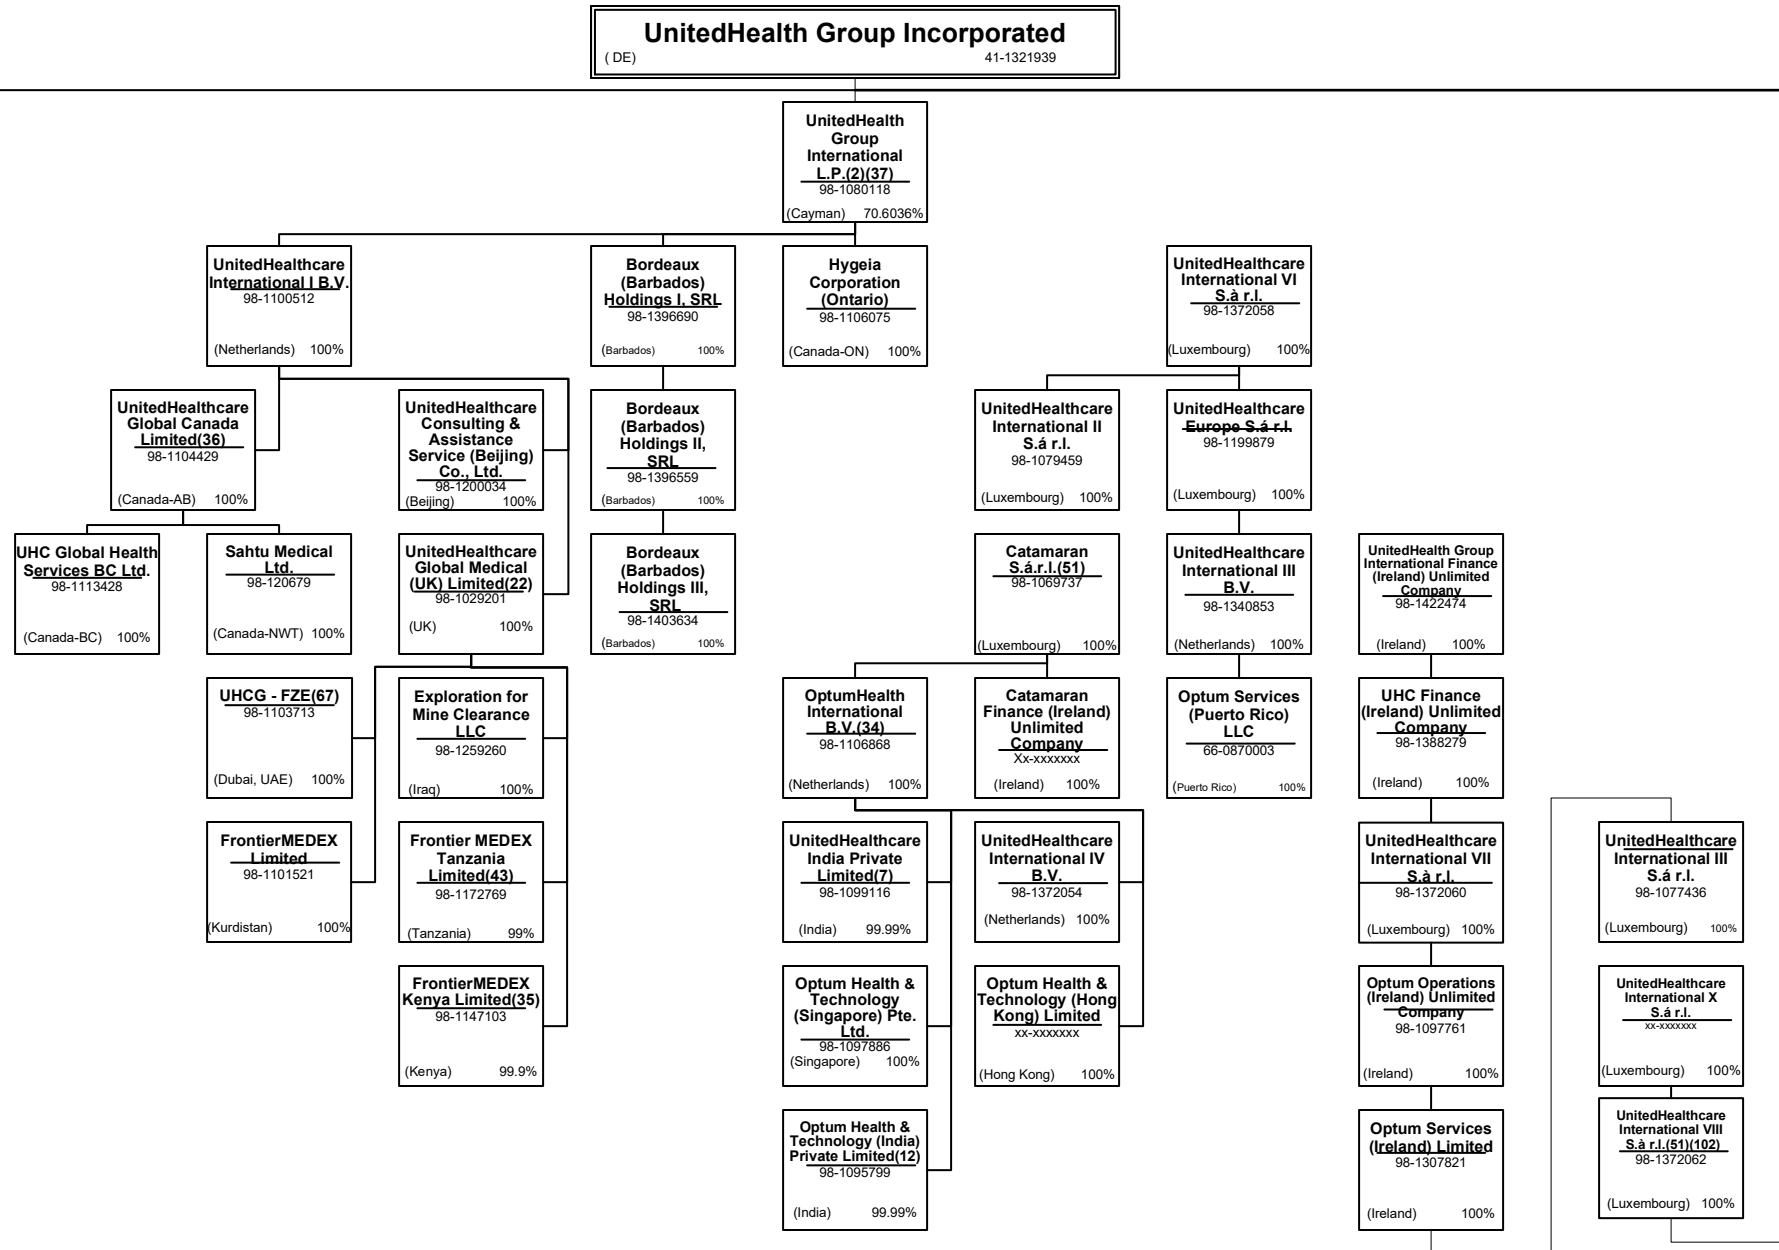 UnitedHealth Group Incorporated
( DE) 41-1321939
UnitedHealth
Group
International
L.P.(2)(37)
98-1080118
(Cayman) 70.6036%
UnitedHealthcare
International I B.V.
98-1100512
(Netherlands) 100%
Bordeaux
(Barbados)
Holdings I, SRL
98-1396690
(Barbados) 100%
Hygeia
Corporation
(Ontario)
98-1106075
(Canada-ON) 100%
UnitedHealthcare
International VI
S.à r.l.
98-1372058
(Luxembourg) 100%
UnitedHealthcare
Global Canada
Limited(36)
98-1104429
(Canada-AB) 100%
UnitedHealthcare
Consulting &
Assistance
Service (Beijing)
Co., Ltd.
98-1200034
(Beijing) 100%
Bordeaux
(Barbados)
Holdings II,
SRL
98-1396559
(Barbados) 100%
UnitedHealthcare
International II
S.á r.l.
98-1079459
(Luxembourg) 100%
UnitedHealthcare
Europe S.á r.l.
98-1199879
(Luxembourg) 100%
UHC Global Health
Services BC Ltd.
98-1113428
(Canada-BC) 100%
Sahtu Medical
Ltd.
98-120679
(Canada-NWT) 100%
UnitedHealthcare
Global Medical
(UK) Limited(22)
98-1029201
(UK) 100%
Bordeaux
(Barbados)
Holdings III,
SRL
98-1403634
(Barbados) 100%
Catamaran
S.á.r.l.(51)
98-1069737
(Luxembourg) 100%
UnitedHealthcare
International III
B.V.
98-1340853
(Netherlands) 100%
UnitedHealth Group
International Finance
(Ireland) Unlimited
Company
98-1422474
(Ireland) 100%
UHCG - FZE(67)
98-1103713
(Dubai, UAE) 100%
Exploration for
Mine Clearance
LLC
98-1259260
(Iraq) 100%
OptumHealth
International
B.V.(34)
98-1106868
(Netherlands) 100%
Catamaran
Finance (Ireland)
Unlimited
Company
Xx-xxxxxxx
(Ireland) 100%
Optum Services
(Puerto Rico)
LLC
66-0870003
(Puerto Rico) 100%
UHC Finance
(Ireland) Unlimited
Company
98-1388279
(Ireland) 100%
FrontierMEDEX
Limited
98-1101521
(Kurdistan) 100%
Frontier MEDEX
Tanzania
Limited(43)
98-1172769
(Tanzania) 99%
UnitedHealthcare
India Private
Limited(7)
98-1099116
(India) 99.99%
UnitedHealthcare
International IV
B.V.
98-1372054
(Netherlands) 100%
UnitedHealthcare
International VII
S.à r.l.
98-1372060
(Luxembourg) 100%
UnitedHealthcare
International III
S.á r.l.
98-1077436
(Luxembourg) 100%
FrontierMEDEX
Kenya Limited(35)
98-1147103
(Kenya) 99.9%
Optum Health &
Technology
(Singapore) Pte.
Ltd.
98-1097886
(Singapore) 100%
Optum Health &
Technology (Hong
Kong) Limited
xx-xxxxxxx
(Hong Kong) 100%
Optum Operations
(Ireland) Unlimited
Company
98-1097761
(Ireland) 100%
UnitedHealthcare
International X
S.á r.l.
xx-xxxxxxx
(Luxembourg) 100%
Optum Health &
Technology (India)
Private Limited(12)
98-1095799
(India) 99.99%
Optum Services
(Ireland) Limited
98-1307821
(Ireland) 100%
UnitedHealthcare
International VIII
S.à r.l.(51)(102)
98-1372062
(Luxembourg) 100%